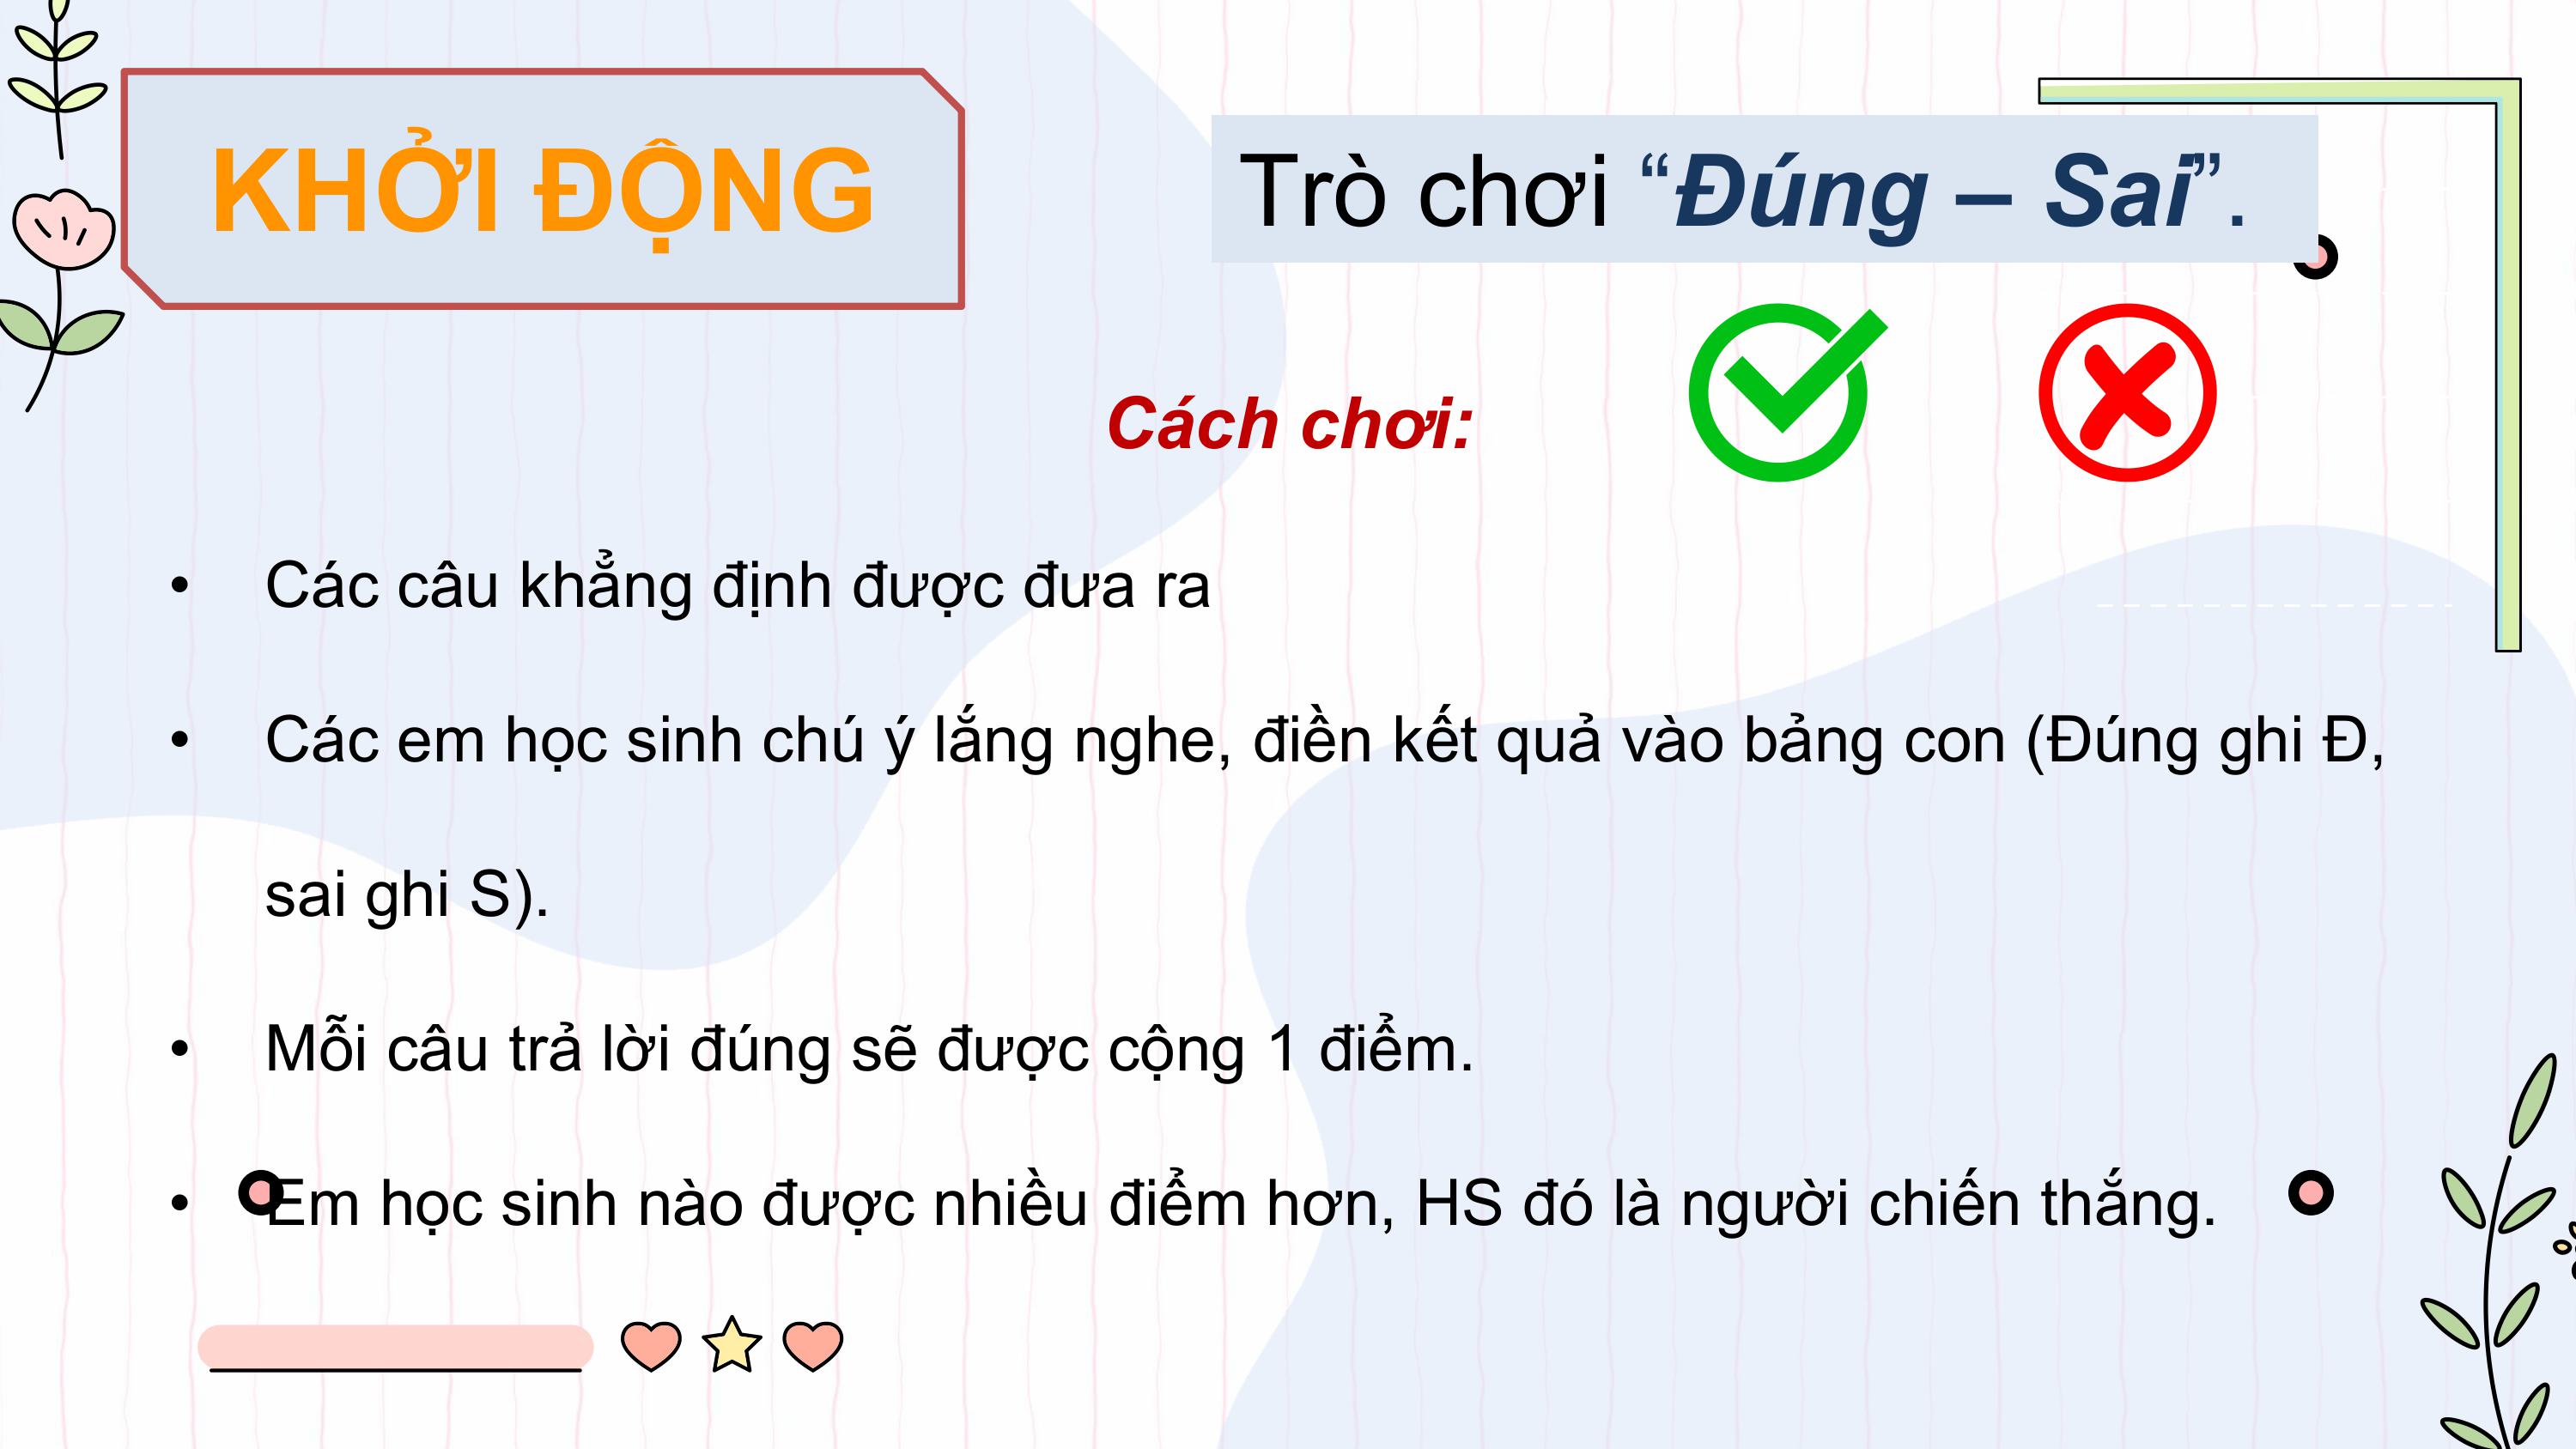 KHỞI ĐỘNG
Trò chơi “Đúng – Sai”.
Cách chơi:
• Các câu khẳng định được đưa ra
• Các em học sinh chú ý lắng nghe, điền kết quả vào bảng con (Đúng ghi Đ,
sai ghi S).
• Mỗi câu trả lời đúng sẽ được cộng 1 điểm.
• Em học sinh nào được nhiều điểm hơn, HS đó là người chiến thắng.